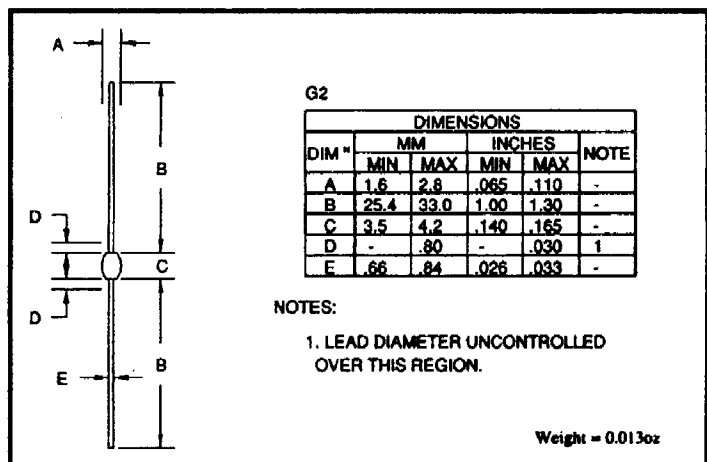 A
B
D
C
D
E
B
G2
DIMENSIONS
DIM " MM INCHES NOTE
MIN MAX MIN MAX
A 1.6 2.8 .065 .110 -
B 25.4 33.0 1.00 1.30 -
C 3.5 4.2 .140 .165 -
D - .80 - .030 1
E .66 .84 .026 .033 -
NOTES:
1. LEAD DIAMETER UNCONTROLLED
OVER THIS REGION.
Weight = 0.013oz